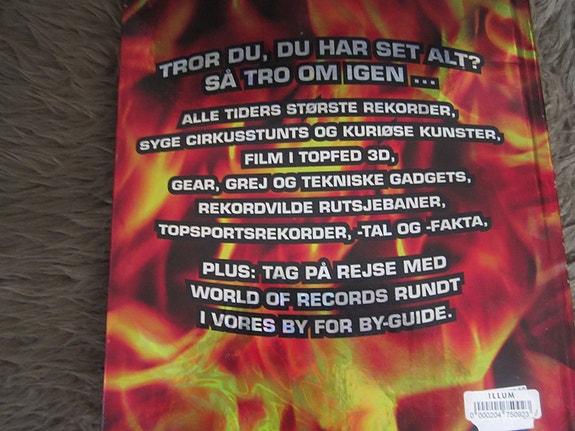 TROR DU, DU HAR SET ALT?
SÅ TRO OM IGEN ...
ALLE TIDERS STØRSTE REKORDER,
SYGE CIRKUSSTUNTS OG KURIØSE KUNSTER,
FILM I TOPFED 3D,
GEAR, GREJ OG TEKNISKE GADGETS,
REKORDVILDE RUTSJEBANER,
TOPSPORTSREKORDER, -TAL OG -FAKTA,
PLUS: TAG PÅ REJSE MED
WORLD OF RECORDS RUNDT
I VORES BY FOR BY-GUIDE.
ILLUM